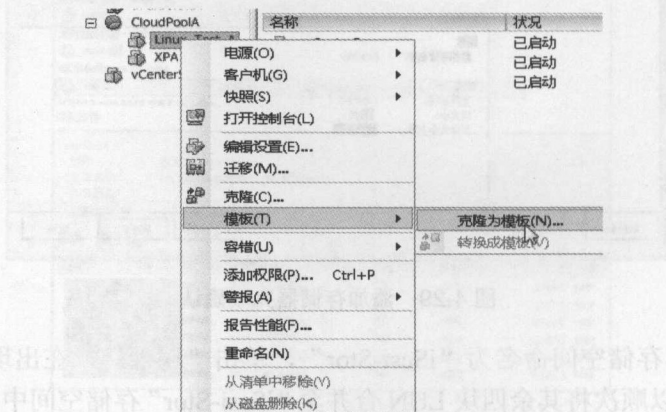 CloudPoolA
名称
状况
Linux_Test_A
已启动
XPA
已启动
vCenterS
已启动
电源(O)
客户机(G)
快照(S)
打开控制台(L)
编辑设置(E)...
迁移(M)...
克隆(C)...
模板(T)
克隆为模板(N)...
转换成模板(V)
容错(U)
添加权限(P)... Ctrl+P
警报(A)
报告性能(F)...
重命名(N)
从清单中移除(Y)
从磁盘删除(K)